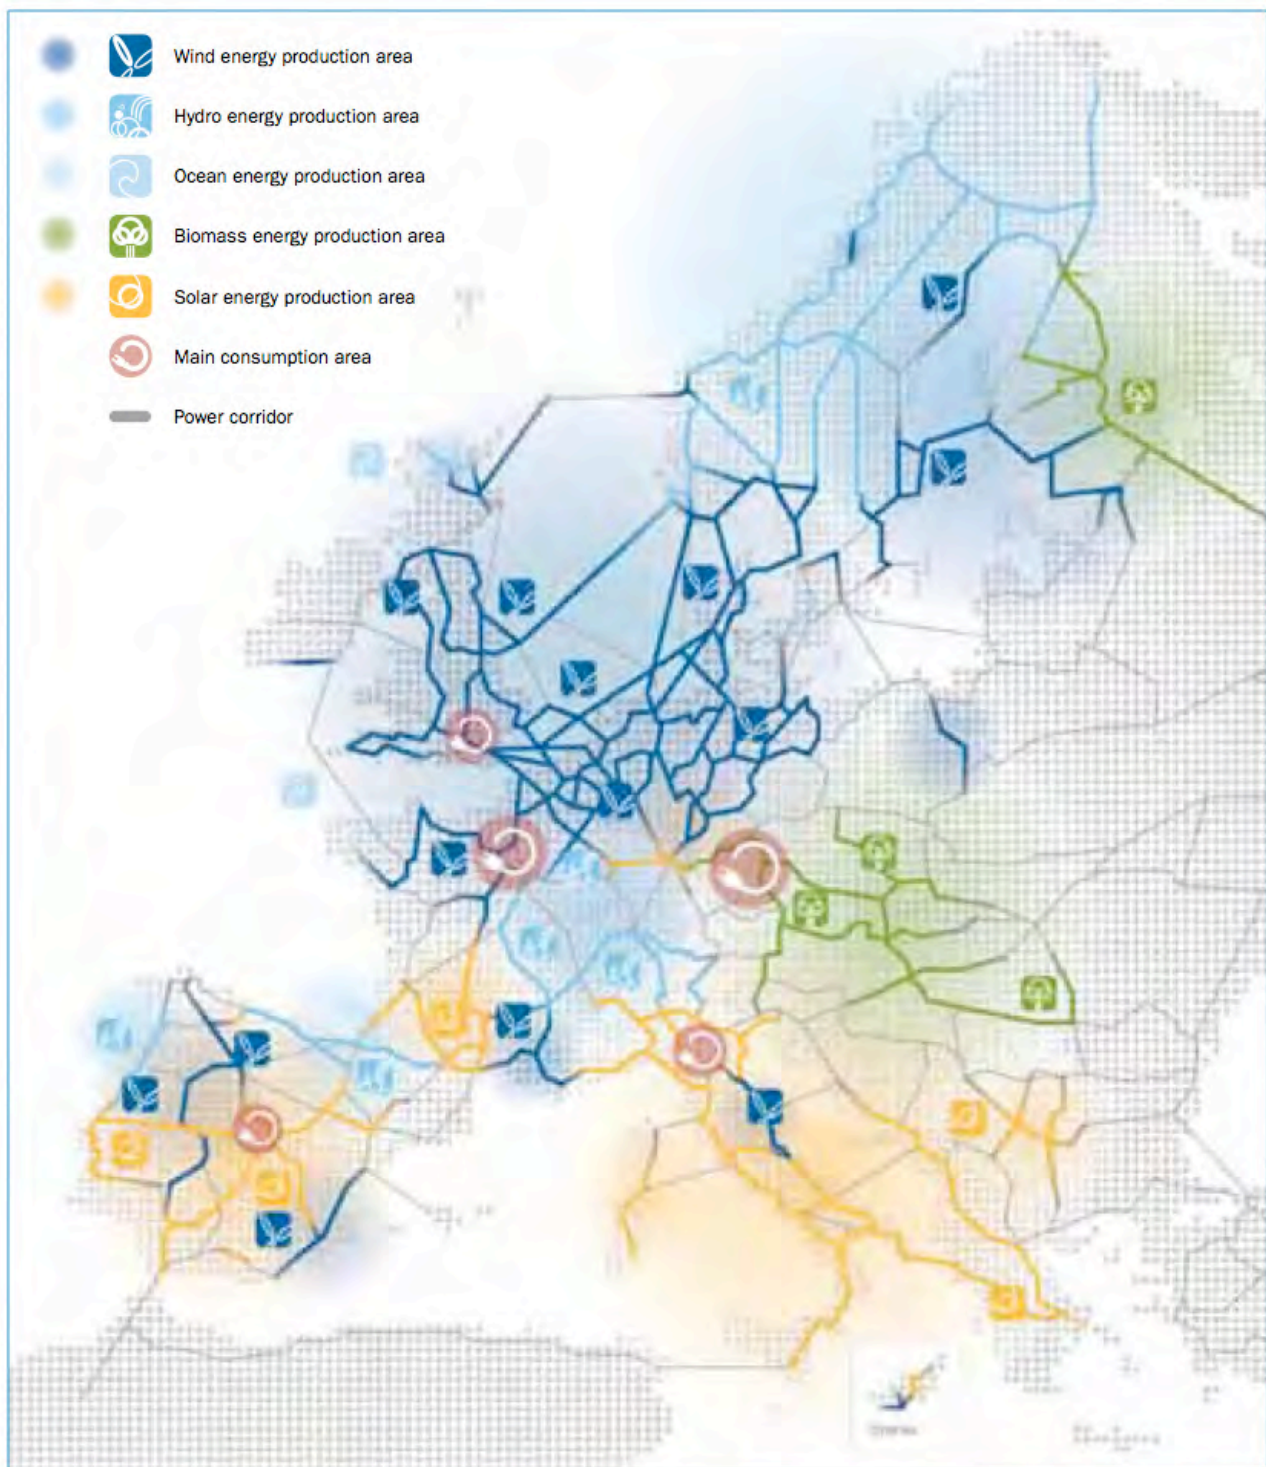 Wind energy production area
Hydro energy production area
Ocean energy production area
Biomass energy production area
Solar energy production area
Main consumption area
Power corridor